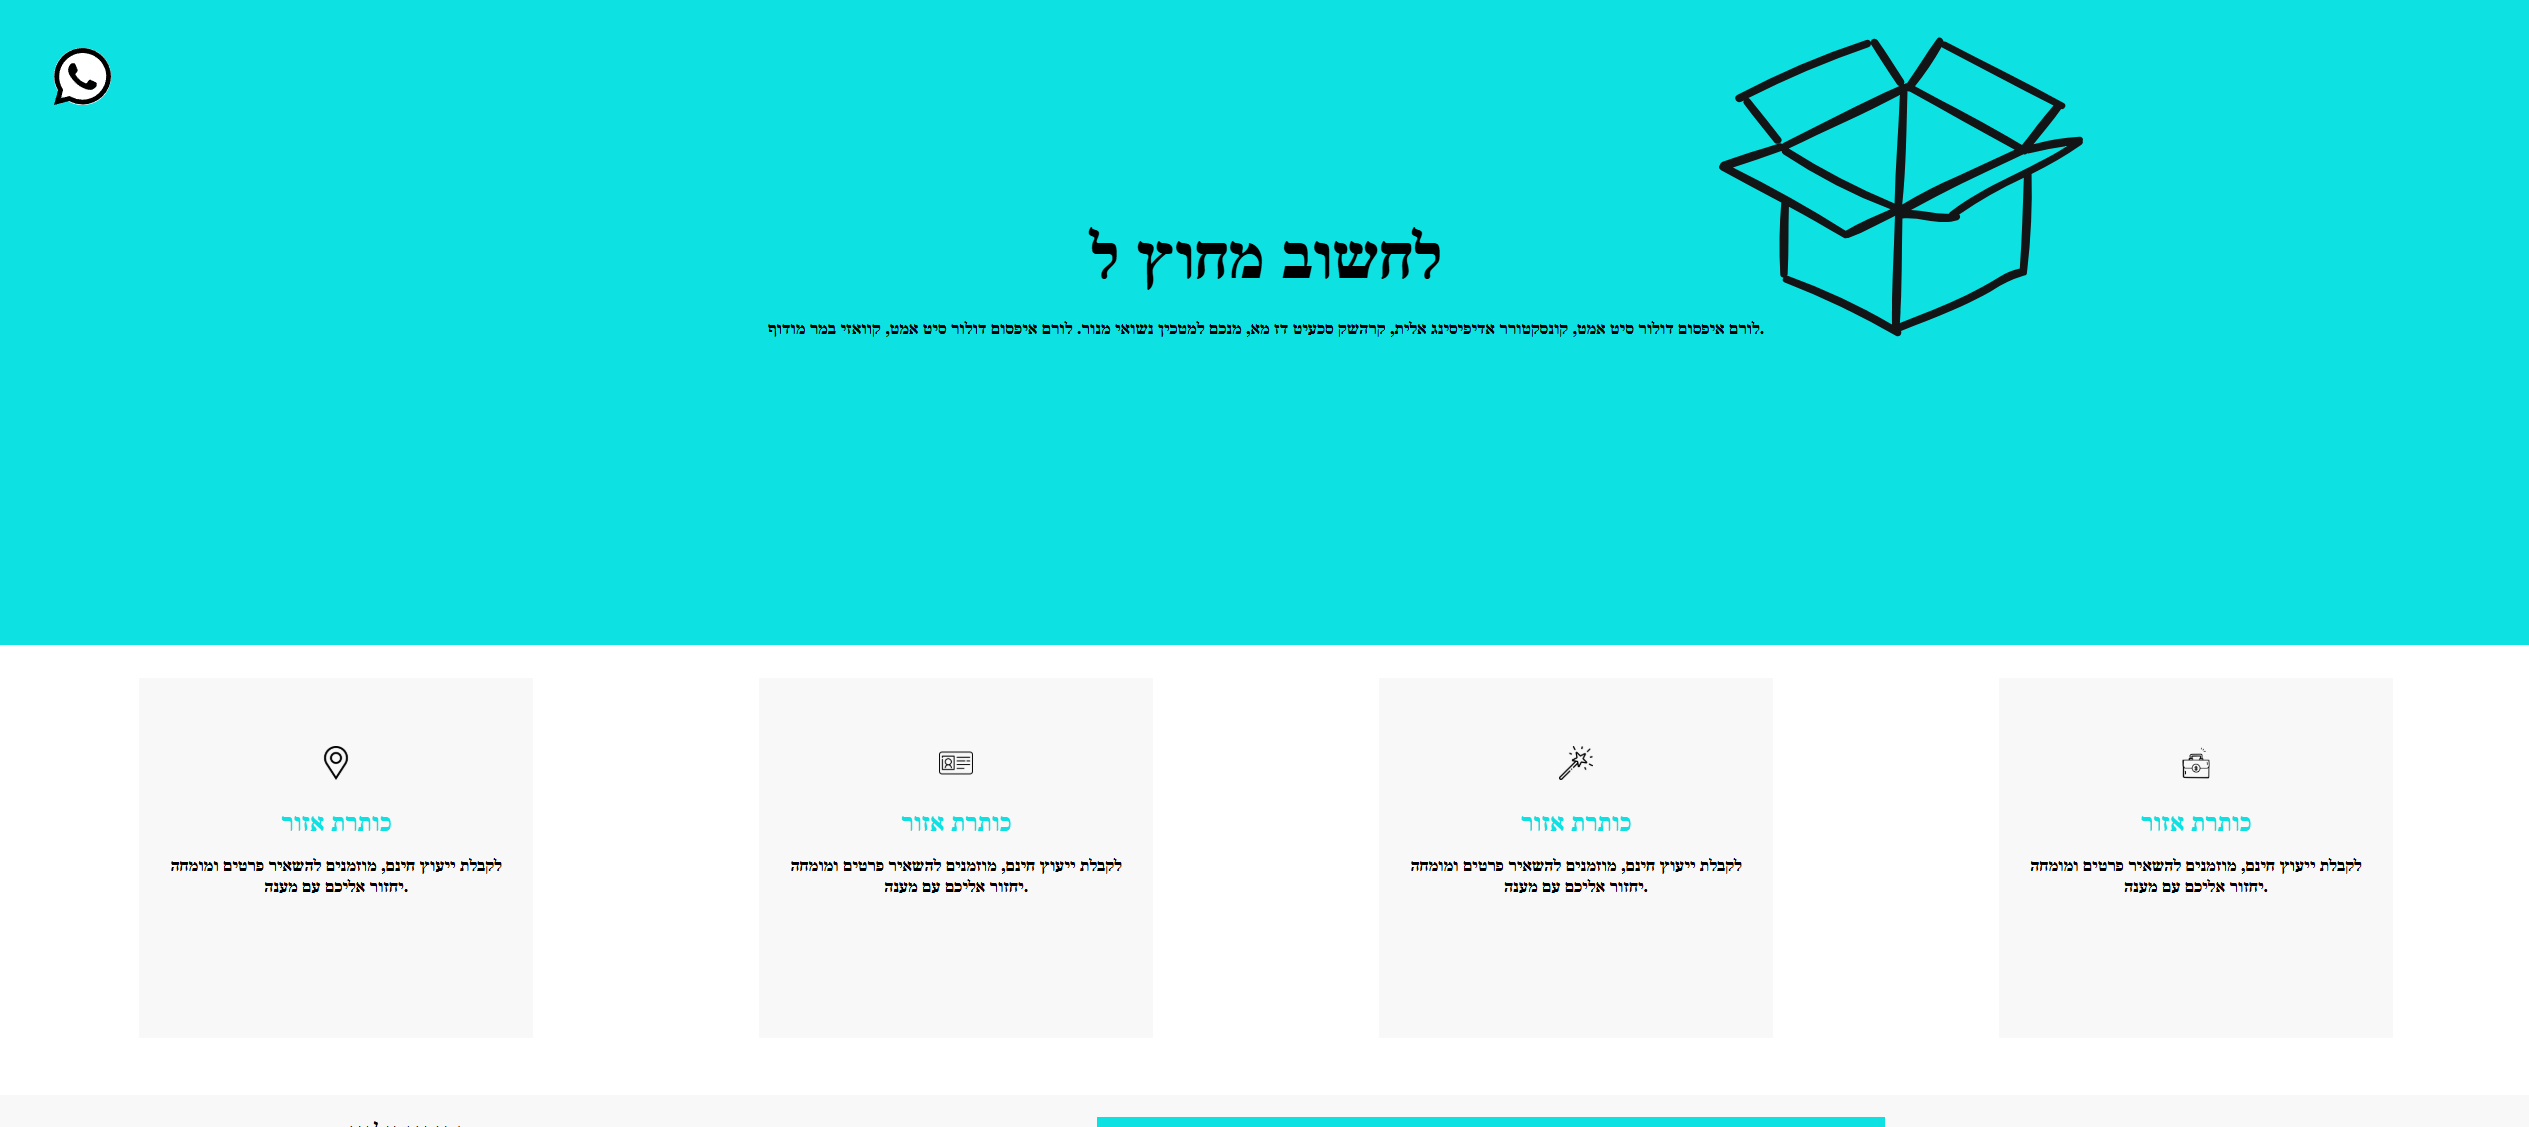 לחשוב מחוץ ל
לורם איפסום דולור סיט אמט, קונסקטורר אדיפיסינג אלית, קרהשק סכעיט דז מא, מנכם למטכין נשואי מנור. לורם איפסום דולור סיט אמט, קוואזי במר מודוף.
כותרת אזור
לקבלת ייעוץ חינם, מוזמנים להשאיר פרטים ומומחה
יחזור אליכם עם מענה.
כותרת אזור
לקבלת ייעוץ חינם, מוזמנים להשאיר פרטים ומומחה
יחזור אליכם עם מענה.
כותרת אזור
לקבלת ייעוץ חינם, מוזמנים להשאיר פרטים ומומחה
יחזור אליכם עם מענה.
כותרת אזור
לקבלת ייעוץ חינם, מוזמנים להשאיר פרטים ומומחה
יחזור אליכם עם מענה.